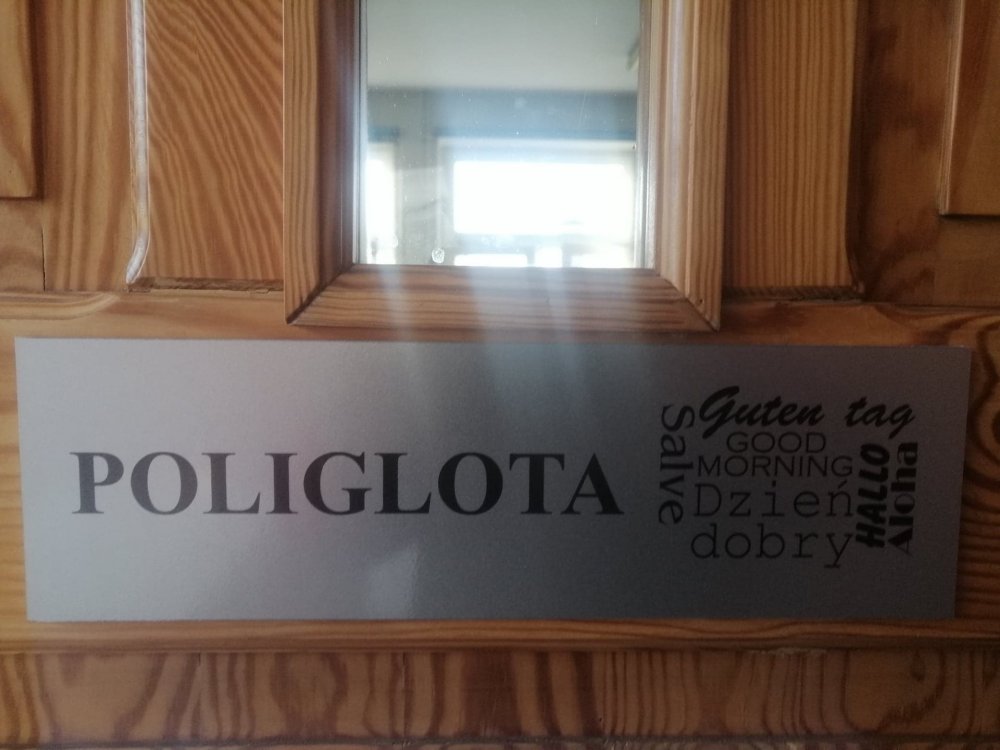 POLIGLOTA
Salve
Guten tag
GOOD
MORNING
Dzień
dobry
HALLO
Aloha